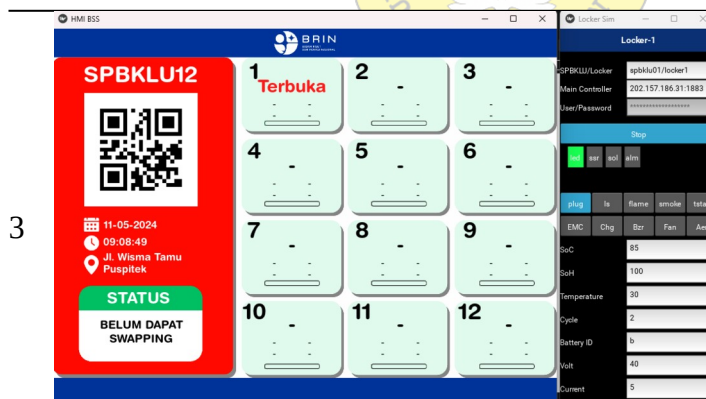 HMI BSS
BRIN
SPBKLU12
11-05-2024
09:08:49
Jl. Wisma Tamu
Puspitek
STATUS
BELUM DAPAT
SWAPPING
1
Terbuka
- -
- -
2
-
- -
- -
3
-
- -
- -
4
-
- -
- -
5
-
- -
- -
6
-
- -
- -
7
-
- -
- -
8
-
- -
- -
9
-
- -
- -
10
-
- -
- -
11
-
- -
- -
12
-
- -
- -
3
Locker Sim
Locker-1
SPBKLU/Locker spbklu01/locker1
Main Controller 202.157.186.31:1883
User/Password ******************
Stop
led ssr sol alm
plug ls flame smoke tsta
EMC Chg Bzr Fan Aer
SoC 85
SoH 100
Temperature 30
Cycle 2
Battery ID b
Volt 40
Current 5